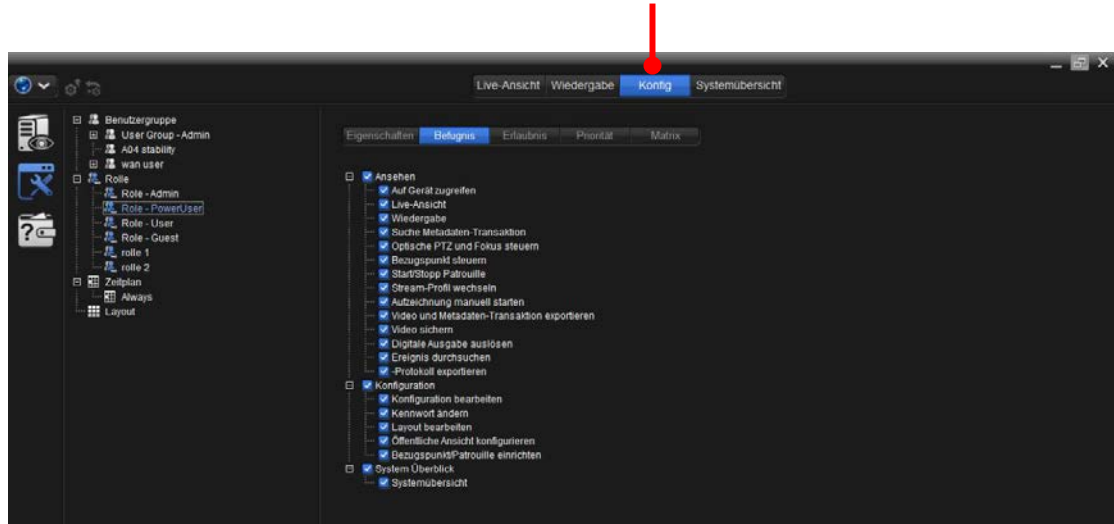 Live-Ansicht Wiedergabe Konfig Systemübersicht
Benutzergruppe
User Group - Admin
A04 stability
wan user
Rolle
Role - Admin
Role - PowerUser
Role - User
Role - Guest
rolle 1
rolle 2
Zeitplan
Always
Layout
Eigenschaften Befugnis Erlaubnis Priorität Matrix
Ansehen
Auf Gerät zugreifen
Live-Ansicht
Wiedergabe
Suche Metadaten-Transaktion
Optische PTZ und Fokus steuern
Bezugspunkt steuern
Start/Stopp Patrouille
Stream-Profil wechseln
Aufzeichnung manuell starten
Video und Metadaten-Transaktion exportieren
Video sichern
Digitale Ausgabe auslösen
Ereignis durchsuchen
-Protokoll exportieren
Konfiguration
Konfiguration bearbeiten
Kennwort ändern
Layout bearbeiten
Öffentliche Ansicht konfigurieren
Bezugspunkt/Patrouille einrichten
System Überblick
Systemübersicht